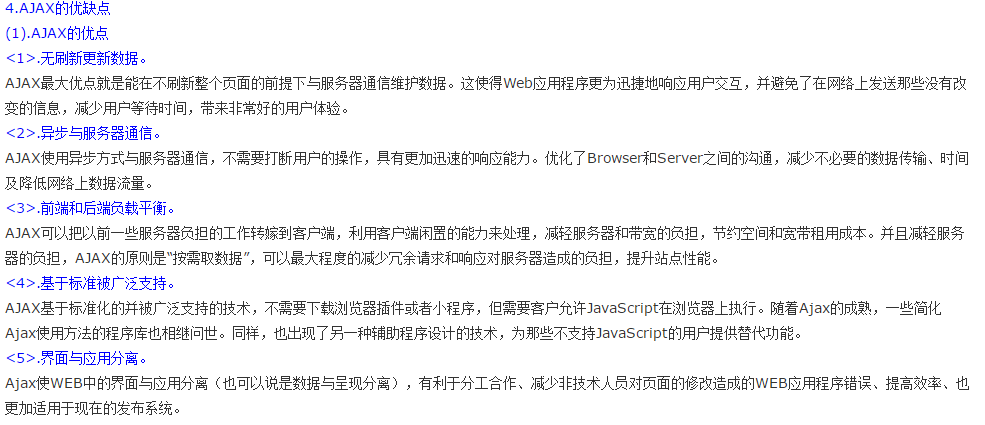 4.AJAX的优缺点
(1).AJAX的优点
<1>.无刷新更新数据。
AJAX最大优点就是能在不刷新整个页面的前提下与服务器通信维护数据。这使得Web应用程序更为迅捷地响应用户交互，并避免了在网络上发送那些没有改
变的信息，减少用户等待时间，带来非常好的用户体验。
<2>.异步与服务器通信。
AJAX使用异步方式与服务器通信，不需要打断用户的操作，具有更加迅速的响应能力。优化了Browser和Server之间的沟通，减少不必要的数据传输、时间
及降低网络上数据流量。
<3>.前端和后端负载平衡。
AJAX可以把以前一些服务器负担的工作转嫁到客户端，利用客户端闲置的能力来处理，减轻服务器和带宽的负担，节约空间和宽带租用成本。并且减轻服务
器的负担，AJAX的原则是“按需取数据”，可以最大程度的减少冗余请求和响应对服务器造成的负担，提升站点性能。
<4>.基于标准被广泛支持。
AJAX基于标准化的并被广泛支持的技术，不需要下载浏览器插件或者小程序，但需要客户允许JavaScript在浏览器上执行。随着Ajax的成熟，一些简化
Ajax使用方法的程序库也相继问世。同样，也出现了另一种辅助程序设计的技术，为那些不支持JavaScript的用户提供替代功能。
<5>.界面与应用分离。
Ajax使WEB中的界面与应用分离（也可以说是数据与呈现分离），有利于分工合作、减少非技术人员对页面的修改造成的WEB应用程序错误、提高效率、也
更加适用于现在的发布系统。